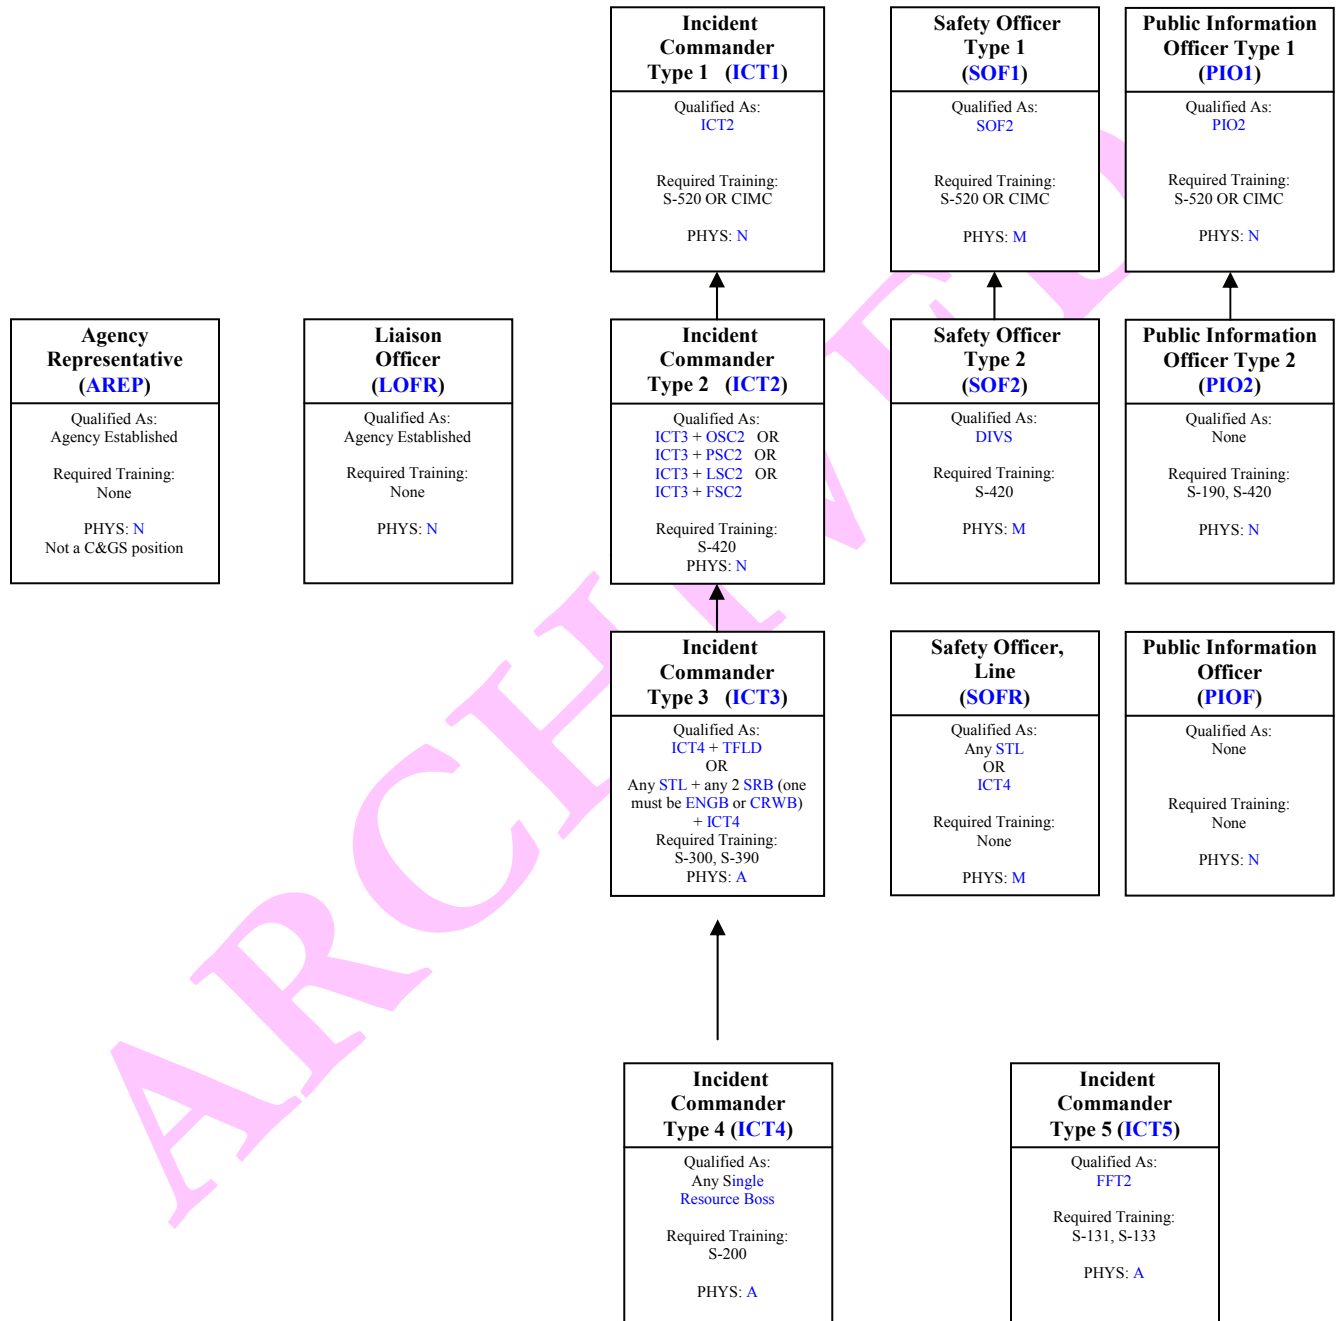 Incident
Commander
Type 1 (ICT1)
Qualified As:
ICT2
Required Training:
S-520 OR CIMC
PHYS: N
Safety Officer
Type 1
(SOF1)
Qualified As:
SOF2
Required Training:
S-520 OR CIMC
PHYS: M
Public Information
Officer Type 1
(PIO1)
Qualified As:
PIO2
Required Training:
S-520 OR CIMC
PHYS: N
Agency
Representative
(AREP)
Qualified As:
Agency Established
Required Training:
None
PHYS: N
Not a C&GS position
Liaison
Officer
(LOFR)
Qualified As:
Agency Established
Required Training:
None
PHYS: N
Incident
Commander
Type 2 (ICT2)
Qualified As:
ICT3 + OSC2 OR
ICT3 + PSC2 OR
ICT3 + LSC2 OR
ICT3 + FSC2
Required Training:
S-420
PHYS: N
Safety Officer
Type 2
(SOF2)
Qualified As:
DIVS
Required Training:
S-420
PHYS: M
Public Information
Officer Type 2
(PIO2)
Qualified As:
None
Required Training:
S-190, S-420
PHYS: N
Incident
Commander
Type 3 (ICT3)
Qualified As:
ICT4 + TFLD
OR
Any STL + any 2 SRB (one
must be ENGB or CRWB)
+ ICT4
Required Training:
S-300, S-390
PHYS: A
Safety Officer,
Line
(SOFR)
Qualified As:
Any STL
OR
ICT4
Required Training:
None
PHYS: M
Public Information
Officer
(PIOF)
Qualified As:
None
Required Training:
None
PHYS: N
Incident
Commander
Type 4 (ICT4)
Qualified As:
Any Single
Resource Boss
Required Training:
S-200
PHYS: A
Incident
Commander
Type 5 (ICT5)
Qualified As:
FFT2
Required Training:
S-131, S-133
PHYS: A
ARCHIVED